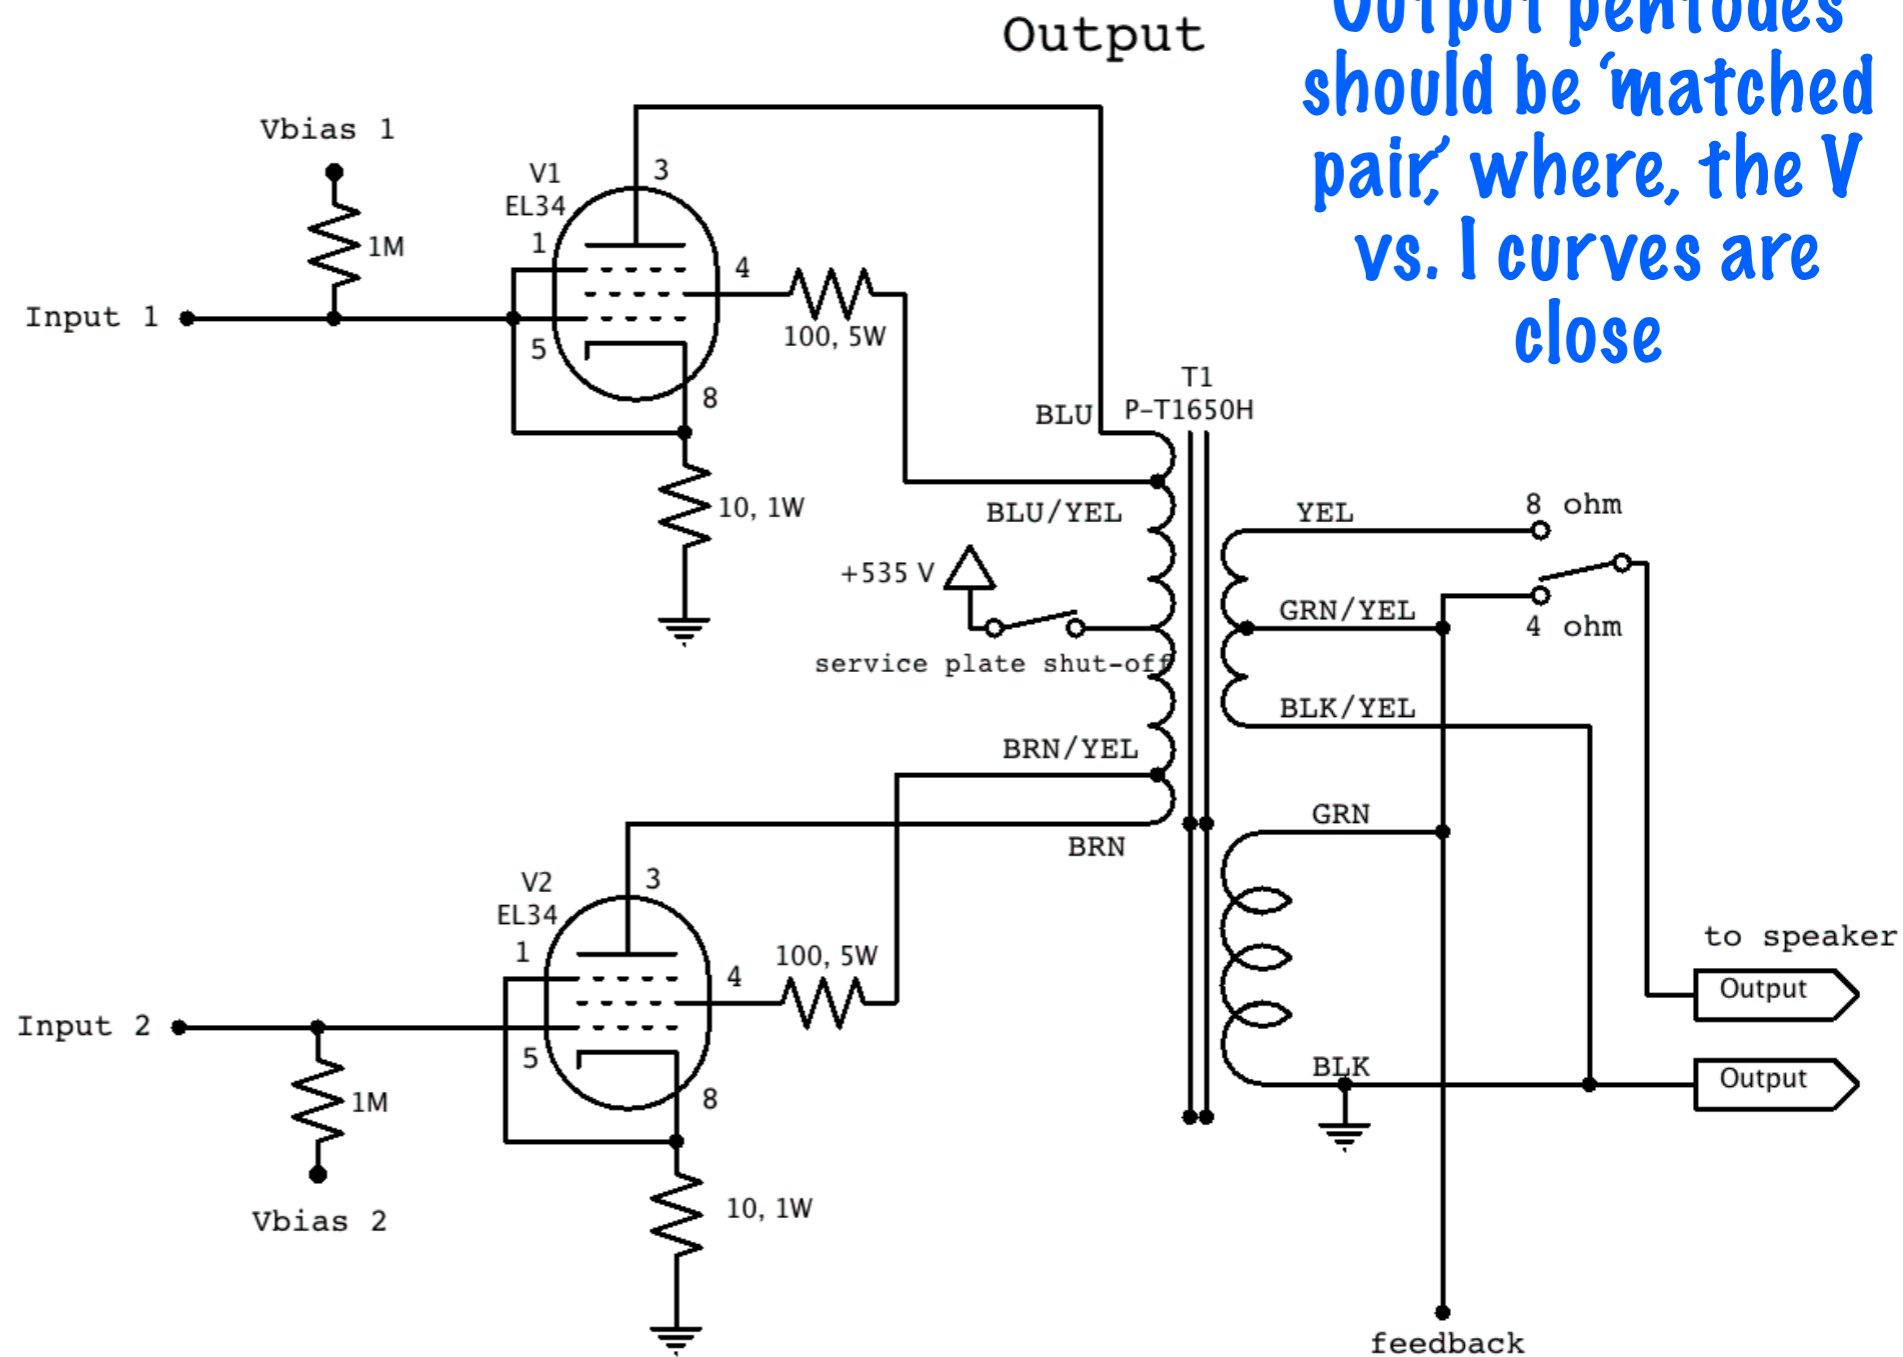 Output
Output pentodes
should be ‘matched
pair,’ where, the V
vs. I curves are
close
Vbias 1
1M
Input 1
V1
EL34
3
1
4
5
8
100, 5W
10, 1W
T1
P-T1650H
BLU
BLU/YEL
+535 V
service plate shut-off
BRN/YEL
BRN
YEL
8 ohm
GRN/YEL
4 ohm
BLK/YEL
GRN
BLK
V2
EL34
3
1
4
5
8
100, 5W
10, 1W
Input 2
1M
Vbias 2
to speaker
Output
Output
feedback